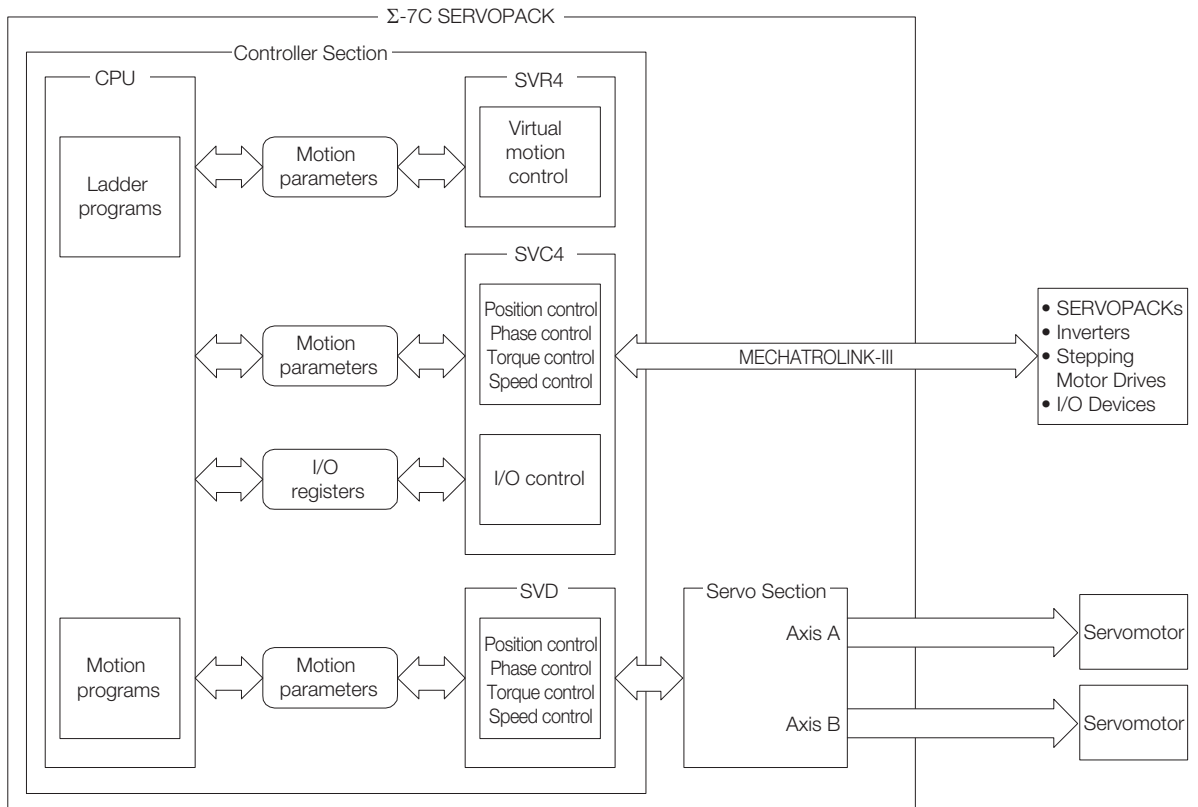 Σ-7C SERVOPACK
Controller Section
CPU
SVR4
Ladder
programs
Motion
parameters
Virtual
motion
control
SVC4
Motion
parameters
Position control
Phase control
Torque control
Speed control
MECHATROLINK-III
• SERVOPACKs
• Inverters
• Stepping
Motor Drives
• I/O Devices
I/O
registers
I/O control
SVD
Servo Section
Motion
programs
Motion
parameters
Position control
Phase control
Torque control
Speed control
Axis A
Servomotor
Axis B
Servomotor